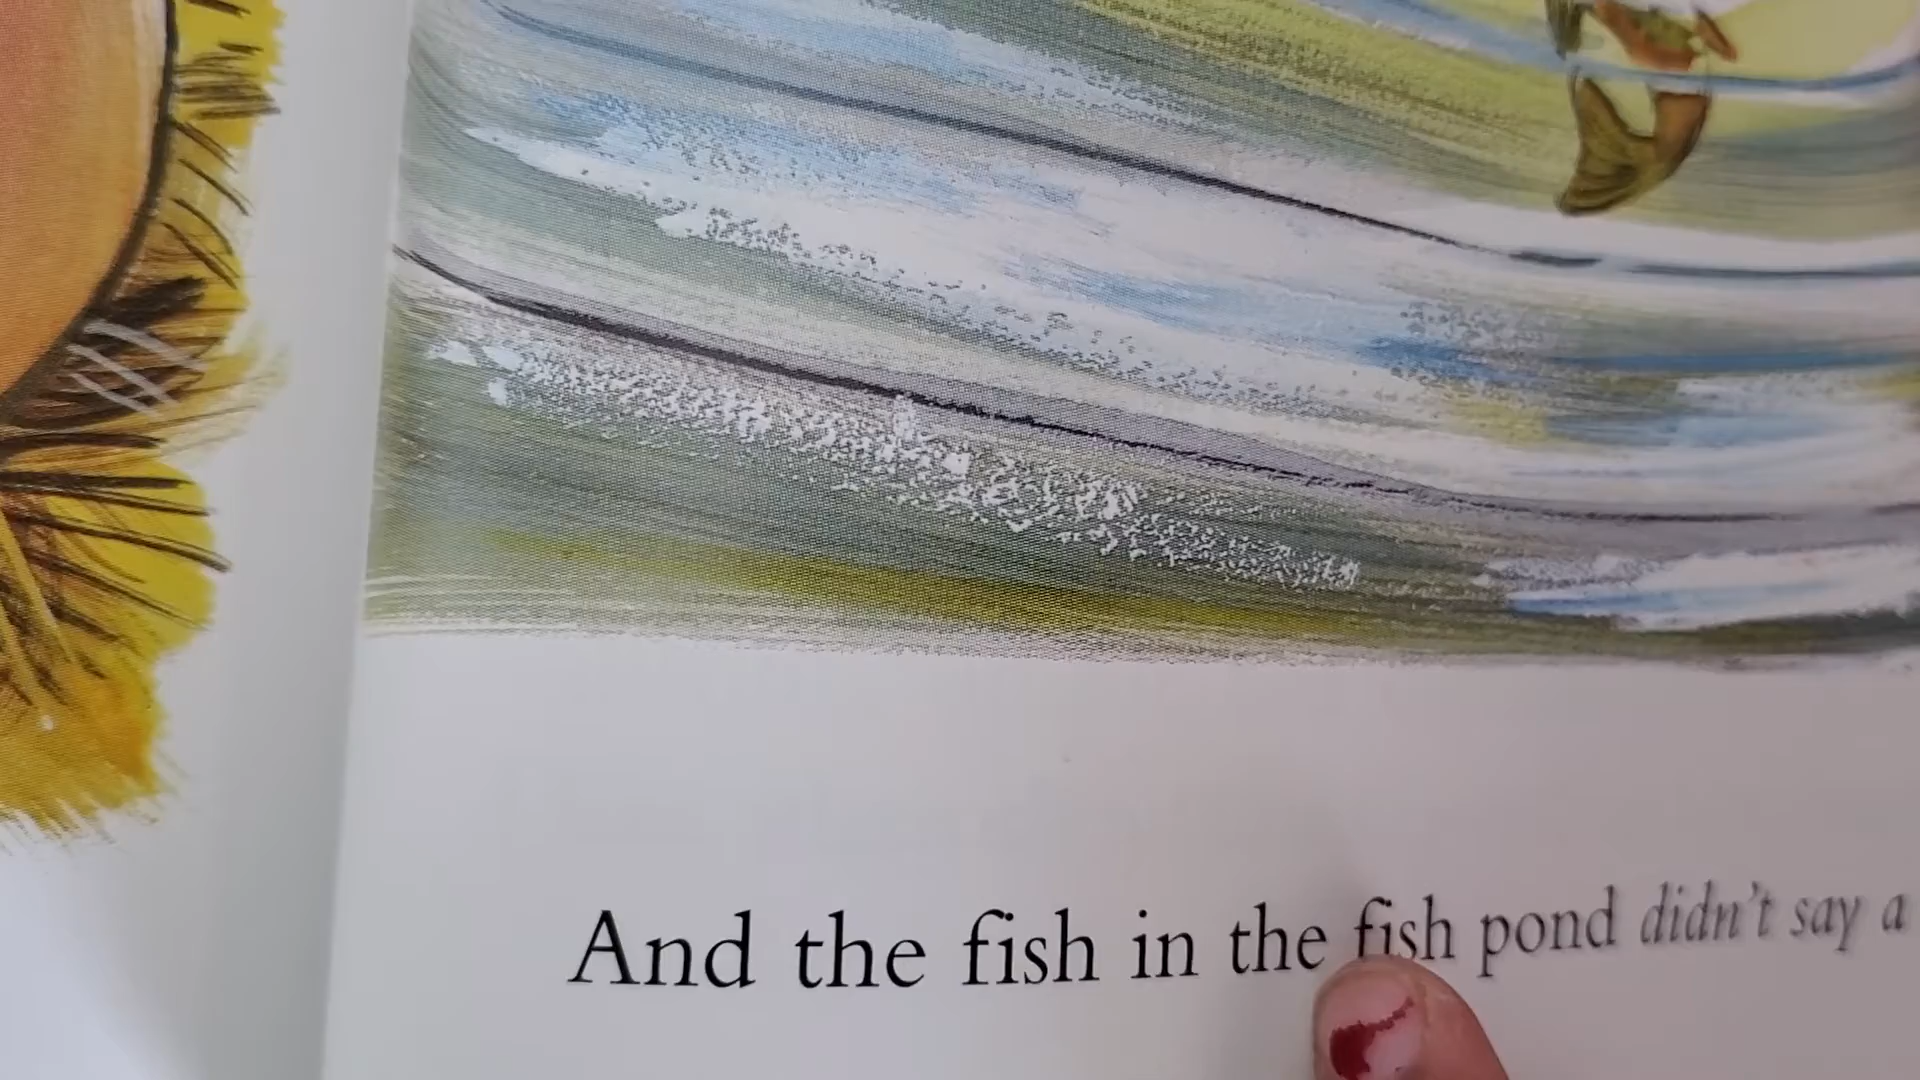 And the fish in the fish pond didn't say a